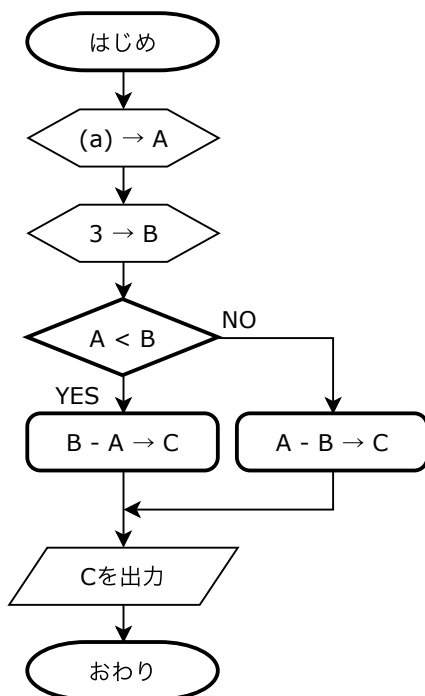 はじめ
(a) → A
3 → B
A < B
NO
YES
B - A → C
A - B → C
Cを出力
おわり